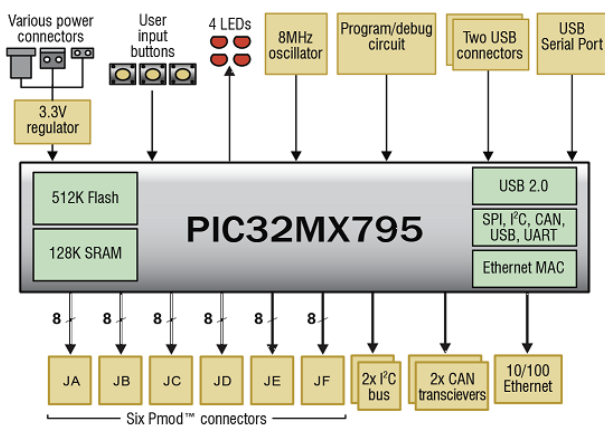 Various power
connectors
User
input
buttons
4 LEDs
8MHz
oscillator
Program/debug
circuit
Two USB
connectors
USB
Serial Port
3.3V
regulator
512K Flash
128K SRAM
PIC32MX795
USB 2.0
SPI, I²C, CAN,
USB, UART
Ethernet MAC
8
8
8
8
8
8
JA
JB
JC
JD
JE
JF
2x I²C
bus
2x CAN
transcievers
10/100
Ethernet
Six Pmod™ connectors